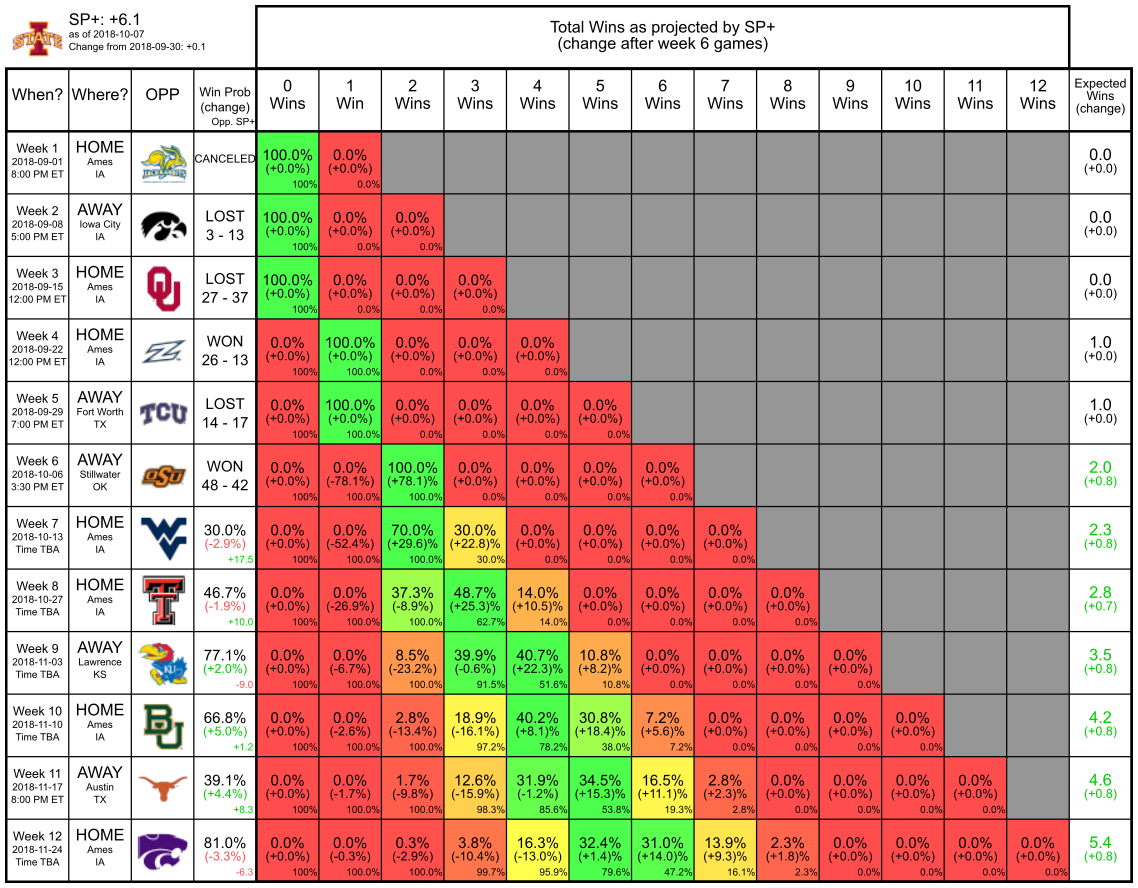 STATE
SP+: +6.1
as of 2018-10-07
Change from 2018-09-30: +0.1
Total Wins as projected by SP+
(change after week 6 games)
When? Where? OPP Win Prob (change) Opp. SP+ 0 Wins 1 Win 2 Wins 3 Wins 4 Wins 5 Wins 6 Wins 7 Wins 8 Wins 9 Wins 10 Wins 11 Wins 12 Wins Expected Wins (change)
Week 1 HOME CANCELED 100.0% 0.0% 0.0
2018-09-01 Ames (+0.0%) (+0.0%) (+0.0)
8:00 PM ET IA JACKRABBITS 100% 0.0%
Week 2 AWAY LOST 100.0% 0.0% 0.0% 0.0
2018-09-08 Iowa City 3 - 13 (+0.0%) (+0.0%) (+0.0%) (+0.0)
5:00 PM ET IA 100% 0.0% 0.0%
Week 3 HOME LOST 100.0% 0.0% 0.0% 0.0% 0.0
2018-09-15 Ames OU 27 - 37 (+0.0%) (+0.0%) (+0.0%) (+0.0%) (+0.0)
12:00 PM ET IA 100% 0.0% 0.0% 0.0%
Week 4 HOME WON 0.0% 100.0% 0.0% 0.0% 0.0% 1.0
2018-09-22 Ames Z 26 - 13 (+0.0%) (+0.0%) (+0.0%) (+0.0%) (+0.0%) (+0.0)
12:00 PM ET IA 100% 100.0% 0.0% 0.0% 0.0%
Week 5 AWAY LOST 0.0% 100.0% 0.0% 0.0% 0.0% 0.0% 1.0
2018-09-29 Fort Worth TCU 14 - 17 (+0.0%) (+0.0%) (+0.0%) (+0.0%) (+0.0%) (+0.0%) (+0.0)
7:00 PM ET TX 100% 100.0% 0.0% 0.0% 0.0% 0.0%
Week 6 AWAY WON 0.0% 0.0% 100.0% 0.0% 0.0% 0.0% 0.0% 2.0
2018-10-06 Stillwater OSU 48 - 42 (+0.0%) (-78.1%) (+78.1)% (+0.0%) (+0.0%) (+0.0%) (+0.0%) (+0.8)
3:30 PM ET OK 100% 100.0% 100.0% 0.0% 0.0% 0.0% 0.0%
Week 7 HOME 30.0% 0.0% 0.0% 70.0% 30.0% 0.0% 0.0% 0.0% 0.0% 2.3
2018-10-13 Ames WV (-2.9%) (+0.0%) (-52.4%) (+29.6)% (+22.8)% (+0.0%) (+0.0%) (+0.0%) (+0.0%) (+0.8)
Time TBA IA +17.5 100% 100.0% 100.0% 30.0% 0.0% 0.0% 0.0% 0.0%
Week 8 HOME 46.7% 0.0% 0.0% 37.3% 48.7% 14.0% 0.0% 0.0% 0.0% 0.0% 2.8
2018-10-27 Ames TT (-1.9%) (+0.0%) (-26.9%) (-8.9%) (+25.3)% (+10.5)% (+0.0%) (+0.0%) (+0.0%) (+0.0%) (+0.7)
Time TBA IA +10.0 100% 100.0% 100.0% 62.7% 14.0% 0.0% 0.0% 0.0% 0.0%
Week 9 AWAY 77.1% 0.0% 0.0% 8.5% 39.9% 40.7% 10.8% 0.0% 0.0% 0.0% 0.0% 3.5
2018-11-03 Lawrence KU (+2.0%) (+0.0%) (-6.7%) (-23.2%) (-0.6%) (+22.3)% (+8.2)% (+0.0%) (+0.0%) (+0.0%) (+0.0%) (+0.8)
Time TBA KS -9.0 100% 100.0% 100.0% 91.5% 51.6% 10.8% 0.0% 0.0% 0.0% 0.0%
Week 10 HOME 66.8% 0.0% 0.0% 2.8% 18.9% 40.2% 30.8% 7.2% 0.0% 0.0% 0.0% 0.0% 4.2
2018-11-10 Ames BU (+5.0%) (+0.0%) (-2.6%) (-13.4%) (-16.1%) (+8.1)% (+18.4)% (+5.6)% (+0.0%) (+0.0%) (+0.0%) (+0.0%) (+0.8)
Time TBA IA +1.2 100% 100.0% 100.0% 97.2% 78.2% 38.0% 7.2% 0.0% 0.0% 0.0% 0.0%
Week 11 AWAY 39.1% 0.0% 0.0% 1.7% 12.6% 31.9% 34.5% 16.5% 2.8% 0.0% 0.0% 0.0% 0.0% 4.6
2018-11-17 Austin (+4.4%) (+0.0%) (-1.7%) (-9.8%) (-15.9%) (-1.2%) (+15.3)% (+11.1)% (+2.3)% (+0.0%) (+0.0%) (+0.0%) (+0.0%) (+0.8)
8:00 PM ET TX +8.3 100% 100.0% 100.0% 98.3% 85.6% 53.8% 19.3% 2.8% 0.0% 0.0% 0.0% 0.0%
Week 12 HOME 81.0% 0.0% 0.0% 0.3% 3.8% 16.3% 32.4% 31.0% 13.9% 2.3% 0.0% 0.0% 0.0% 0.0% 5.4
2018-11-24 Ames (-3.3%) (+0.0%) (-0.3%) (-2.9%) (-10.4%) (-13.0%) (+1.4)% (+14.0)% (+9.3)% (+1.8)% (+0.0%) (+0.0%) (+0.0%) (+0.0%) (+0.8)
Time TBA IA -6.3 100% 100.0% 100.0% 99.7% 95.9% 79.6% 47.2% 16.1% 2.3% 0.0% 0.0% 0.0% 0.0%